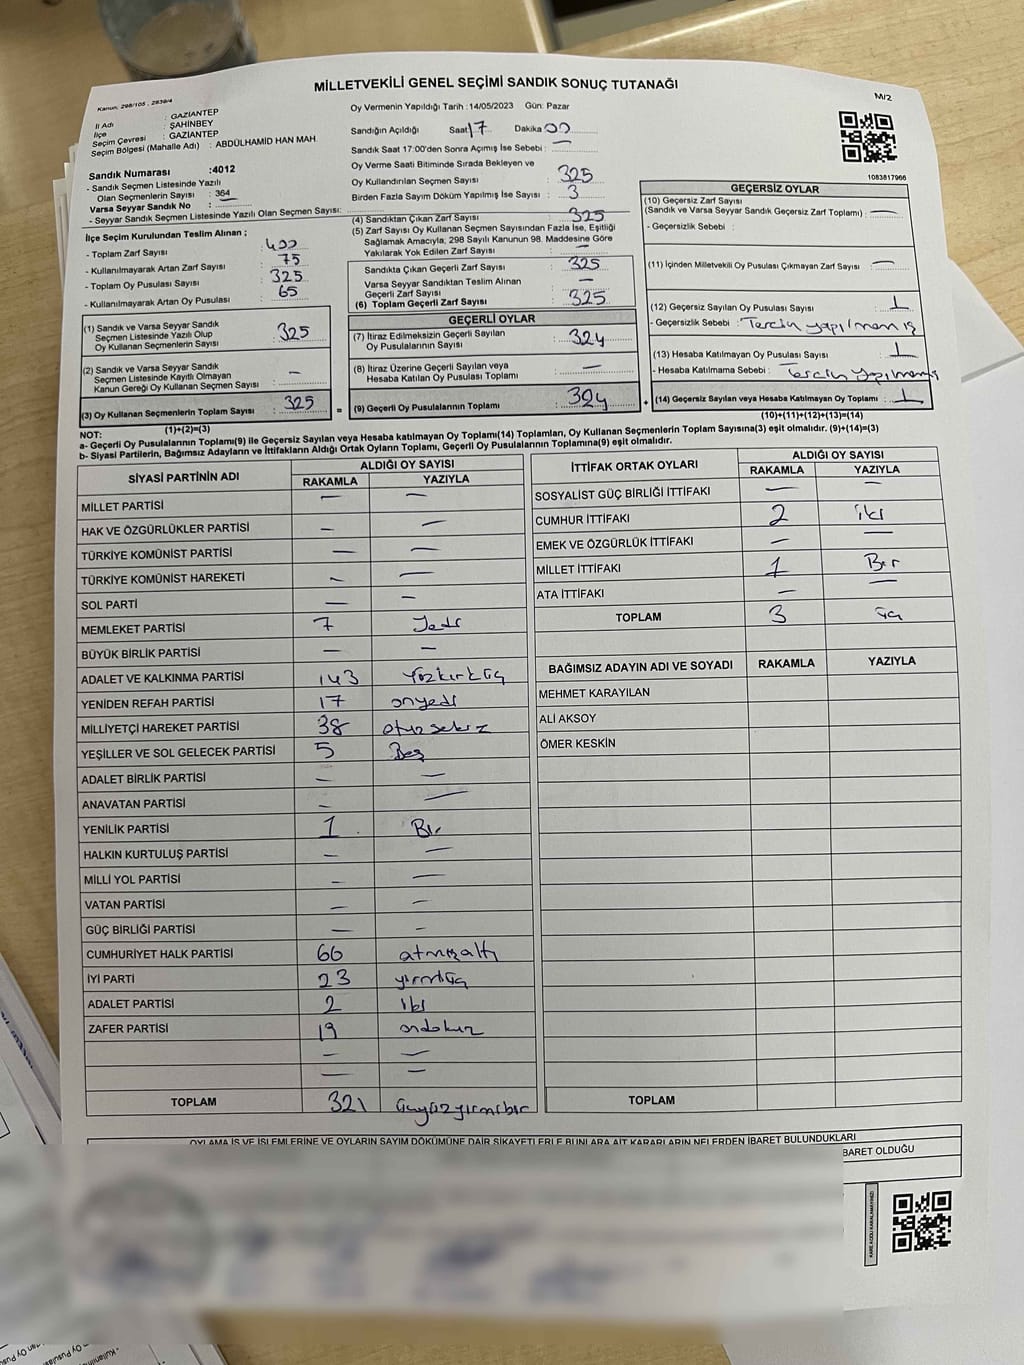 MİLLETVEKİLİ GENEL SEÇİMİ SANDIK SONUÇ TUTANAĞI
M/2
Kanun: 298/105 , 2839/4
İl Adı : GAZİANTEP
İlçe : ŞAHİNBEY
Seçim Çevresi : GAZİANTEP
Seçim Bölgesi (Mahalle Adı) : ABDÜLHAMİD HAN MAH.
Sandık Numarası :4012
- Sandık Seçmen Listesinde Yazılı
Olan Seçmenlerin Sayısı : 364
Varsa Seyyar Sandık No : —
- Seyyar Sandık Seçmen Listesinde Yazılı Olan Seçmen Sayısı:
İlçe Seçim Kurulundan Teslim Alınan ;
- Toplam Zarf Sayısı : 400
- Kullanılmayarak Artan Zarf Sayısı : 75
- Toplam Oy Pusulası Sayısı : 325
- Kullanılmayarak Artan Oy Pusulası : 65
(1) Sandık ve Varsa Seyyar Sandık
Seçmen Listesinde Yazılı Olup
Oy Kullanan Seçmenlerin Sayısı : 325
(2) Sandık ve Varsa Seyyar Sandık
Seçmen Listesinde Kayıtlı Olmayan
Kanun Gereği Oy Kullanan Seçmen Sayısı : —
(3) Oy Kullanan Seçmenlerin Toplam Sayısı : 325
(1)+(2)=(3)
Oy Vermenin Yapıldığı Tarih :14/05/2023 Gün: Pazar
Sandığın Açıldığı Saat 17 Dakika 00
Sandık Saat 17:00'den Sonra Açımış İse Sebebi : —
Oy Verme Saati Bitiminde Sırada Bekleyen ve
Oy Kullandırılan Seçmen Sayısı : 325
Birden Fazla Sayım Döküm Yapılmış İse Sayısı : 3
(4) Sandıktan Çıkan Zarf Sayısı : 325
(5) Zarf Sayısı Oy Kullanan Seçmen Sayısından Fazla İse, Eşitliği
Sağlamak Amacıyla, 298 Sayılı Kanunun 98. Maddesine Göre
Yakılarak Yok Edilen Zarf Sayısı : —
Sandıkta Çıkan Geçerli Zarf Sayısı : 325
Varsa Seyyar Sandıktan Teslim Alınan
Geçerli Zarf Sayısı : —
(6) Toplam Geçerli Zarf Sayısı : 325
GEÇERLİ OYLAR
(7) İtiraz Edilmeksizin Geçerli Sayılan
Oy Pusulalarının Sayısı : 324
(8) İtiraz Üzerine Geçerli Sayılan veya
Hesaba Katılan Oy Pusulası Toplamı : —
= (9) Geçerli Oy Pusulalarının Toplamı : 324 +
1083817966
GEÇERSİZ OYLAR
(10) Geçersiz Zarf Sayısı
(Sandık ve Varsa Seyyar Sandık Geçersiz Zarf Toplamı) : —
- Geçersizlik Sebebi :
(11) İçinden Milletvekili Oy Pusulası Çıkmayan Zarf Sayısı : —
(12) Geçersiz Sayılan Oy Pusulası Sayısı : 1
- Geçersizlik Sebebi : Tercih yapılmamış
(13) Hesaba Katılmayan Oy Pusulası Sayısı : 1
- Hesaba Katılmama Sebebi : Tercih yapılmamış
(14) Geçersiz Sayılan veya Hesaba Katılmayan Oy Toplamı : 1
(10)+(11)+(12)+(13)=(14)
NOT:
a- Geçerli Oy Pusulalarının Toplamı(9) ile Geçersiz Sayılan veya Hesaba katılmayan Oy Toplamı(14) Toplamları, Oy Kullanan Seçmenlerin Toplam Sayısına(3) eşit olmalıdır. (9)+(14)=(3)
b- Siyasi Partilerin, Bağımsız Adayların ve İttifakların Aldığı Ortak Oyların Toplamı, Geçerli Oy Pusulalarının Toplamına(9) eşit olmalıdır.
SİYASİ PARTİNİN ADI ALDIĞI OY SAYISI
RAKAMLA YAZIYLA
MİLLET PARTİSİ — —
HAK VE ÖZGÜRLÜKLER PARTİSİ — —
TÜRKİYE KOMÜNİST PARTİSİ — —
TÜRKİYE KOMÜNİST HAREKETİ — —
SOL PARTİ — —
MEMLEKET PARTİSİ 7 Yedi
BÜYÜK BİRLİK PARTİSİ — —
ADALET VE KALKINMA PARTİSİ 143 Yüzkırküç
YENİDEN REFAH PARTİSİ 17 onyedi
MİLLİYETÇİ HAREKET PARTİSİ 38 otuz sekiz
YEŞİLLER VE SOL GELECEK PARTİSİ 5 Beş
ADALET BİRLİK PARTİSİ — —
ANAVATAN PARTİSİ — —
YENİLİK PARTİSİ 1 Bir
HALKIN KURTULUŞ PARTİSİ — —
MİLLİ YOL PARTİSİ — —
VATAN PARTİSİ — —
GÜÇ BİRLİĞİ PARTİSİ — —
CUMHURİYET HALK PARTİSİ 66 atmışaltı
İYİ PARTİ 23 yirmiüç
ADALET PARTİSİ 2 iki
ZAFER PARTİSİ 19 ondokuz
— —
— —
TOPLAM 321 üçyüzyirmibir
İTTİFAK ORTAK OYLARI ALDIĞI OY SAYISI
RAKAMLA YAZIYLA
SOSYALİST GÜÇ BİRLİĞİ İTTİFAKI — —
CUMHUR İTTİFAKI 2 iki
EMEK VE ÖZGÜRLÜK İTTİFAKI — —
MİLLET İTTİFAKI 1 Bir
ATA İTTİFAKI — —
TOPLAM 3 üç
BAĞIMSIZ ADAYIN ADI VE SOYADI RAKAMLA YAZIYLA
MEHMET KARAYILAN
ALİ AKSOY
ÖMER KESKİN
TOPLAM
OYLAMA İŞ VE İŞLEMLERİNE VE OYLARIN SAYIM DÖKÜMÜNE DAİR ŞİKAYETLERLE BUNLARA AİT KARARLARIN NELERDEN İBARET BULUNDUKLARI
BARET OLDUĞU